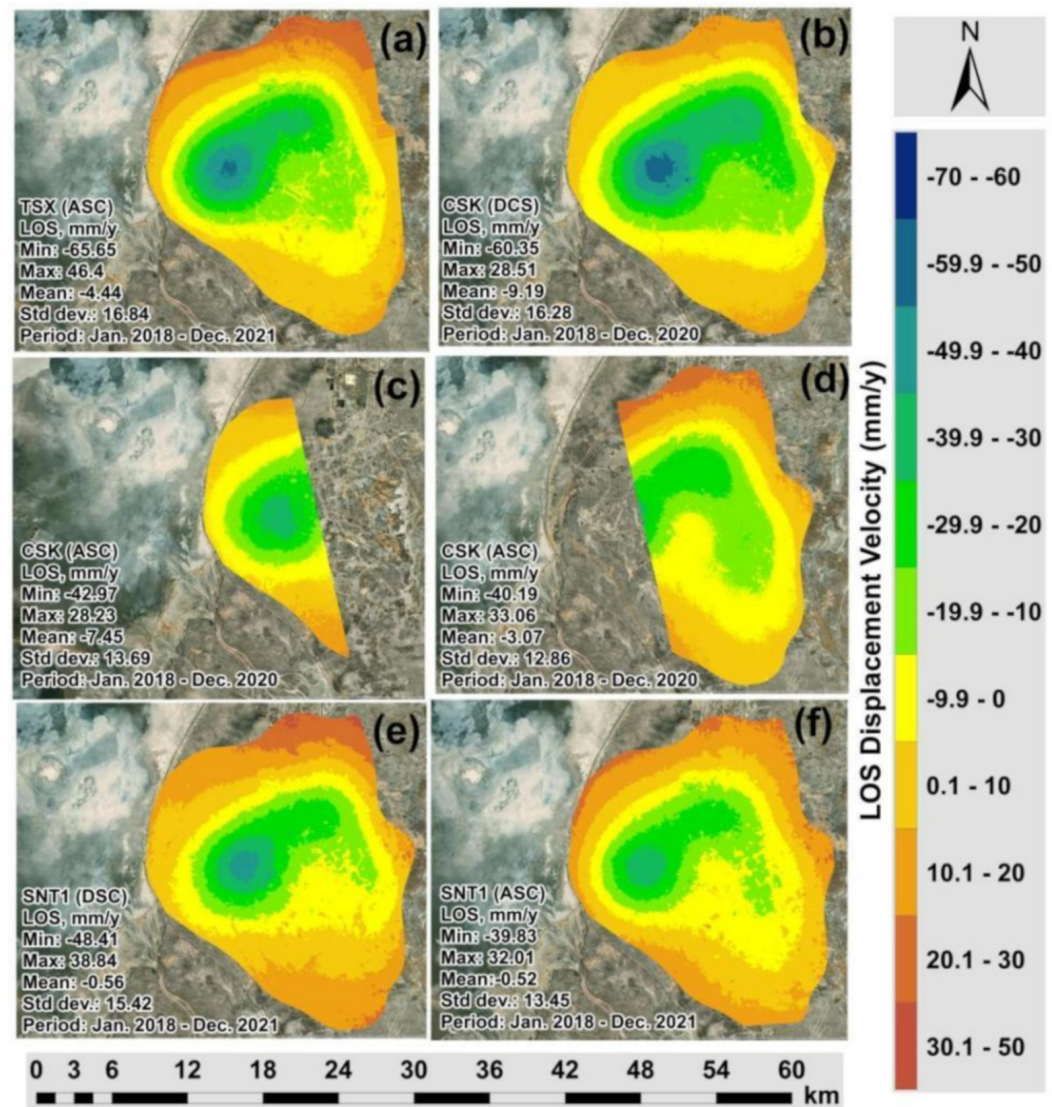 (a)
TSX (ASC)
LOS, mm/y
Min: -65.65
Max: 46.4
Mean: -4.44
Std dev.: 16.84
Period: Jan. 2018 - Dec. 2021
(b)
CSK (DCS)
LOS, mm/y
Min: -60.35
Max: 28.51
Mean: -9.19
Std dev.: 16.28
Period: Jan. 2018 - Dec. 2020
(c)
CSK (ASC)
LOS, mm/y
Min: -42.97
Max: 28.23
Mean: -7.45
Std dev.: 13.69
Period: Jan. 2018 - Dec. 2020
(d)
CSK (ASC)
LOS, mm/y
Min: -40.19
Max: 33.06
Mean: -3.07
Std dev.: 12.86
Period: Jan. 2018 - Dec. 2020
(e)
SNT1 (DSC)
LOS, mm/y
Min: -48.41
Max: 38.84
Mean: -0.56
Std dev.: 15.42
Period: Jan. 2018 - Dec. 2021
(f)
SNT1 (ASC)
LOS, mm/y
Min: -39.83
Max: 32.01
Mean:-0.52
Std dev.: 13.45
Period: Jan. 2018 - Dec. 2021
N
LOS Displacement Velocity (mm/y)
-70 - -60
-59.9 - -50
-49.9 - -40
-39.9 - -30
-29.9 - -20
-19.9 - -10
-9.9 - 0
0.1 - 10
10.1 - 20
20.1 - 30
30.1 - 50
0 3 6 12 18 24 30 36 42 48 54 60
km